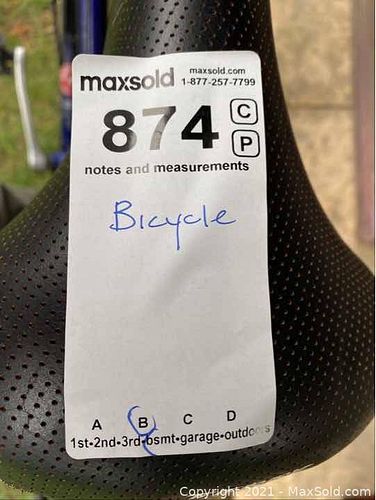 maxsold maxsold.com
1-877-257-7799
874 C
P
notes and measurements
Bicycle
A B C D
1st•2nd•3rd•bsmt•garage•outdoors
Copyright 2021 - MaxSold.com